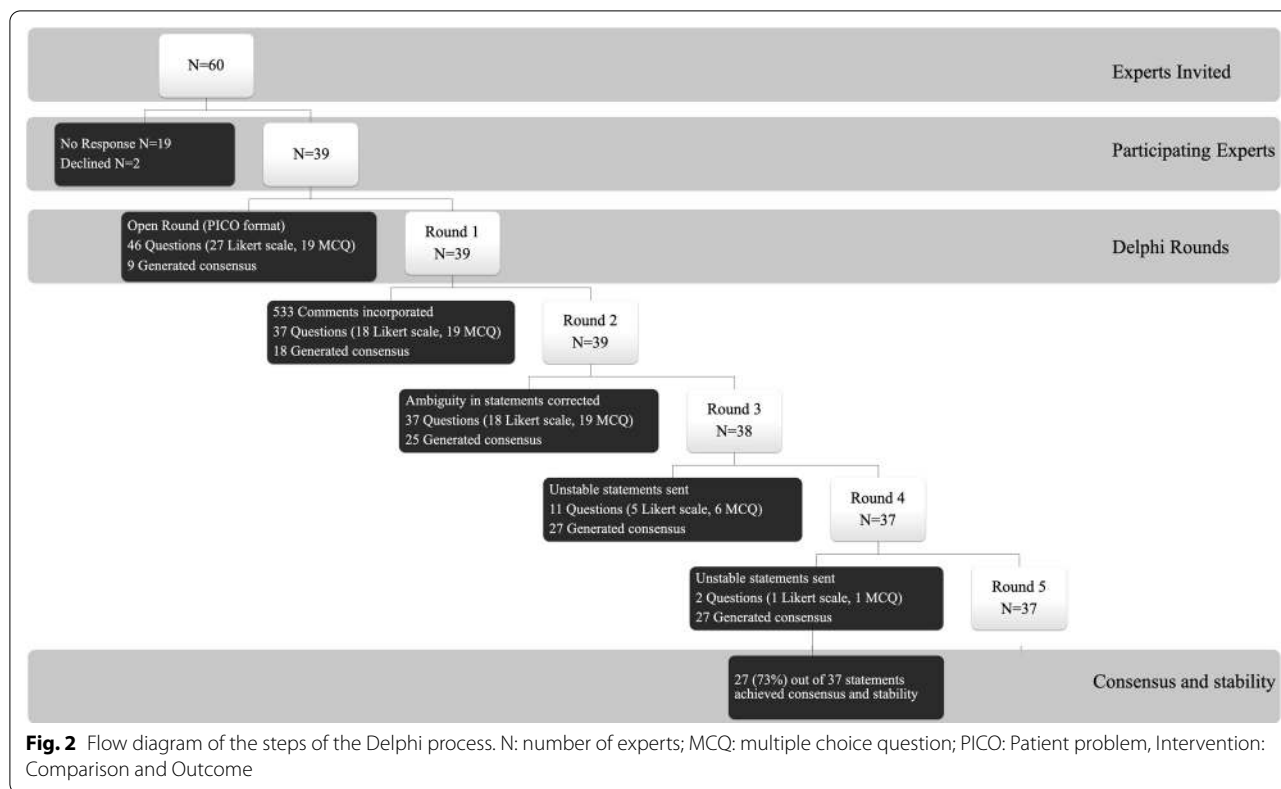 N=60
Experts Invited
No Response N=19
Declined N=2
N=39
Participating Experts
Open Round (PICO format)
46 Questions (27 Likert scale, 19 MCQ)
9 Generated consensus
Round 1
N=39
Delphi Rounds
533 Comments incorporated
37 Questions (18 Likert scale, 19 MCQ)
18 Generated consensus
Round 2
N=39
Ambiguity in statements corrected
37 Questions (18 Likert scale, 19 MCQ)
25 Generated consensus
Round 3
N=38
Unstable statements sent
11 Questions (5 Likert scale, 6 MCQ)
27 Generated consensus
Round 4
N=37
Unstable statements sent
2 Questions (1 Likert scale, 1 MCQ)
27 Generated consensus
Round 5
N=37
27 (73%) out of 37 statements
achieved consensus and stability
Consensus and stability
Fig. 2 Flow diagram of the steps of the Delphi process. N: number of experts; MCQ: multiple choice question; PICO: Patient problem, Intervention:
Comparison and Outcome